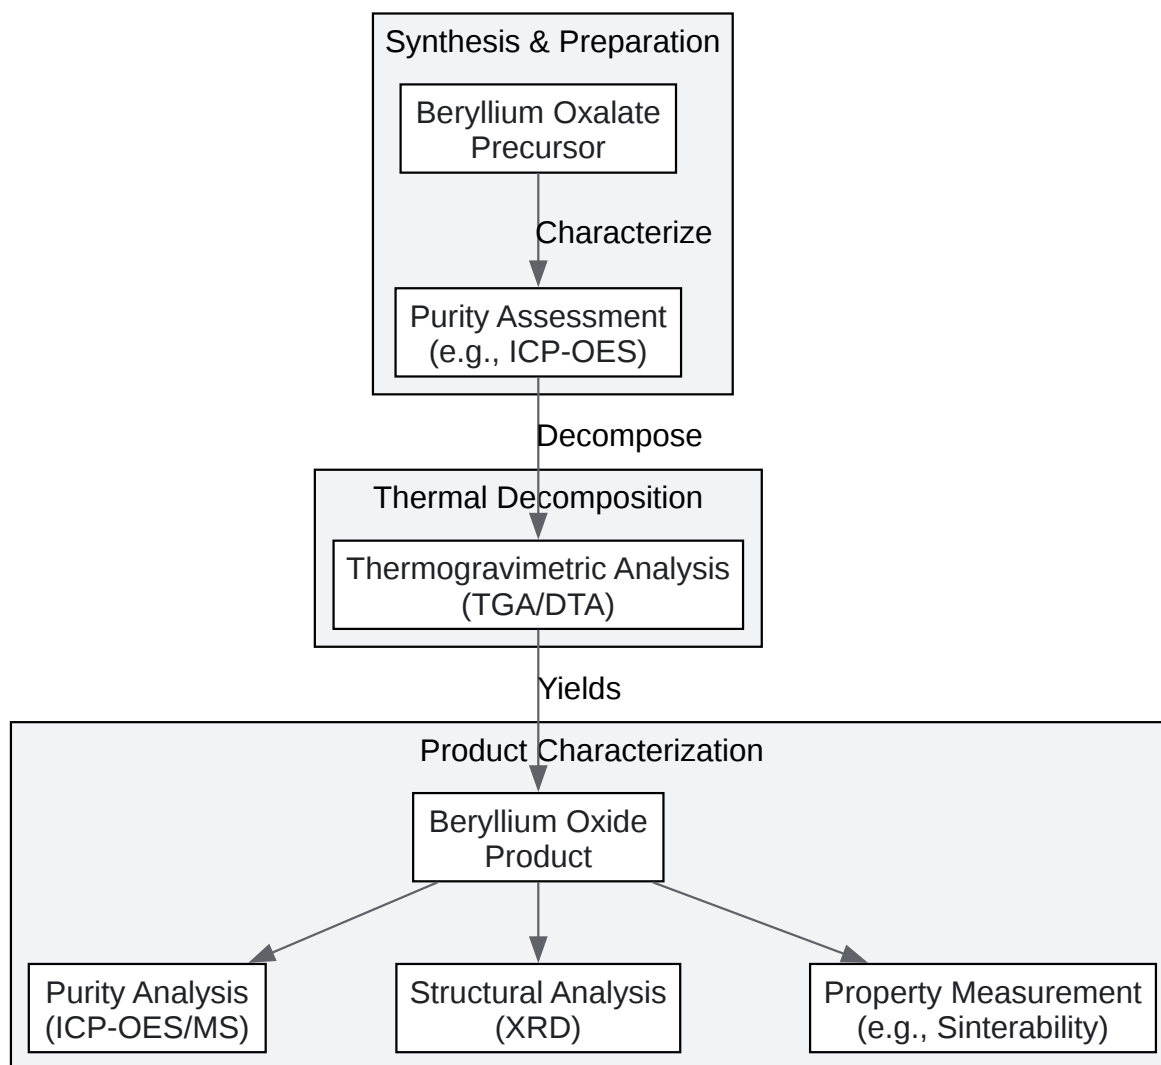 Synthesis & Preparation
Beryllium Oxalate
Precursor
Characterize
Purity Assessment
(e.g., ICP-OES)
Decompose
Thermal Decomposition
Thermogravimetric Analysis
(TGA/DTA)
Yields
Product Characterization
Beryllium Oxide
Product
Purity Analysis
(ICP-OES/MS)
Structural Analysis
(XRD)
Property Measurement
(e.g., Sinterability)